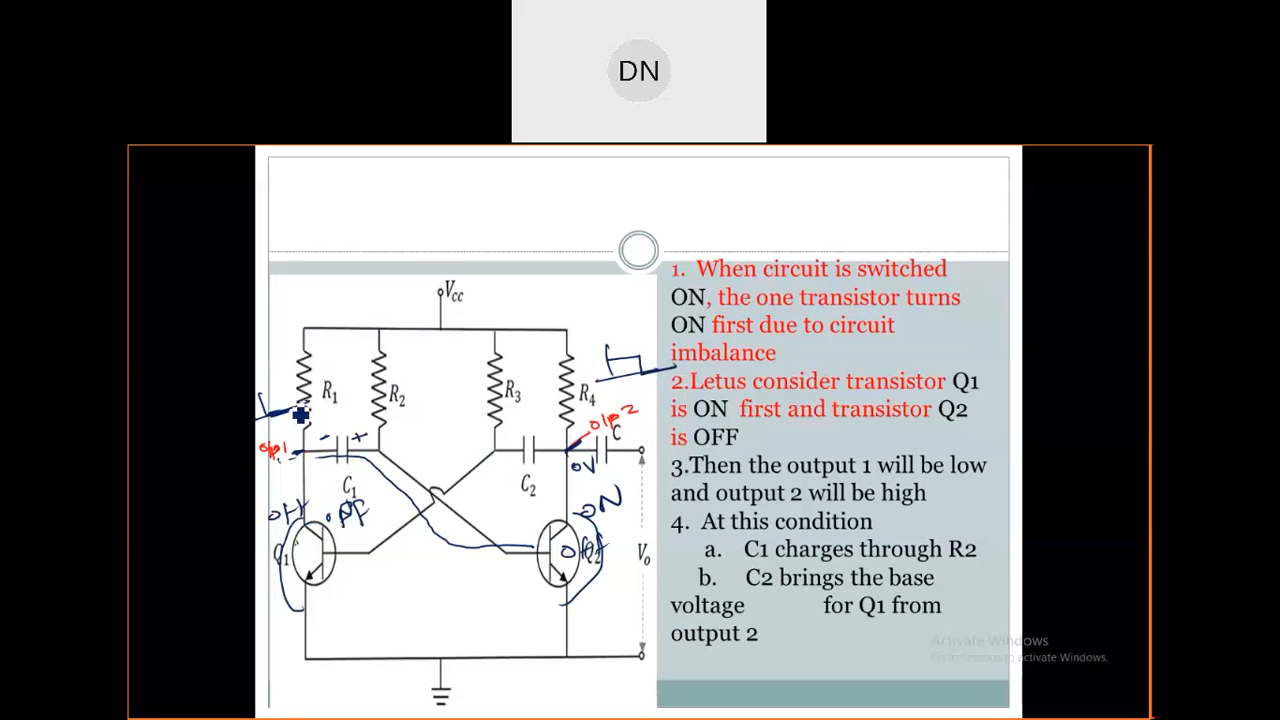 DN
1. When circuit is switched
ON, the one transistor turns
ON first due to circuit
imbalance
2.Letus consider transistor Q1
is ON first and transistor Q2
is OFF
3.Then the output 1 will be low
and output 2 will be high
4. At this condition
a. C1 charges through R2
b. C2 brings the base
voltage for Q1 from
output 2
Vcc
R1
R2
R3
R4
o/p2
o/p1
- +
C
C1
C2
0V
OFF
ON
Q1
off
Vo
Activate Windows